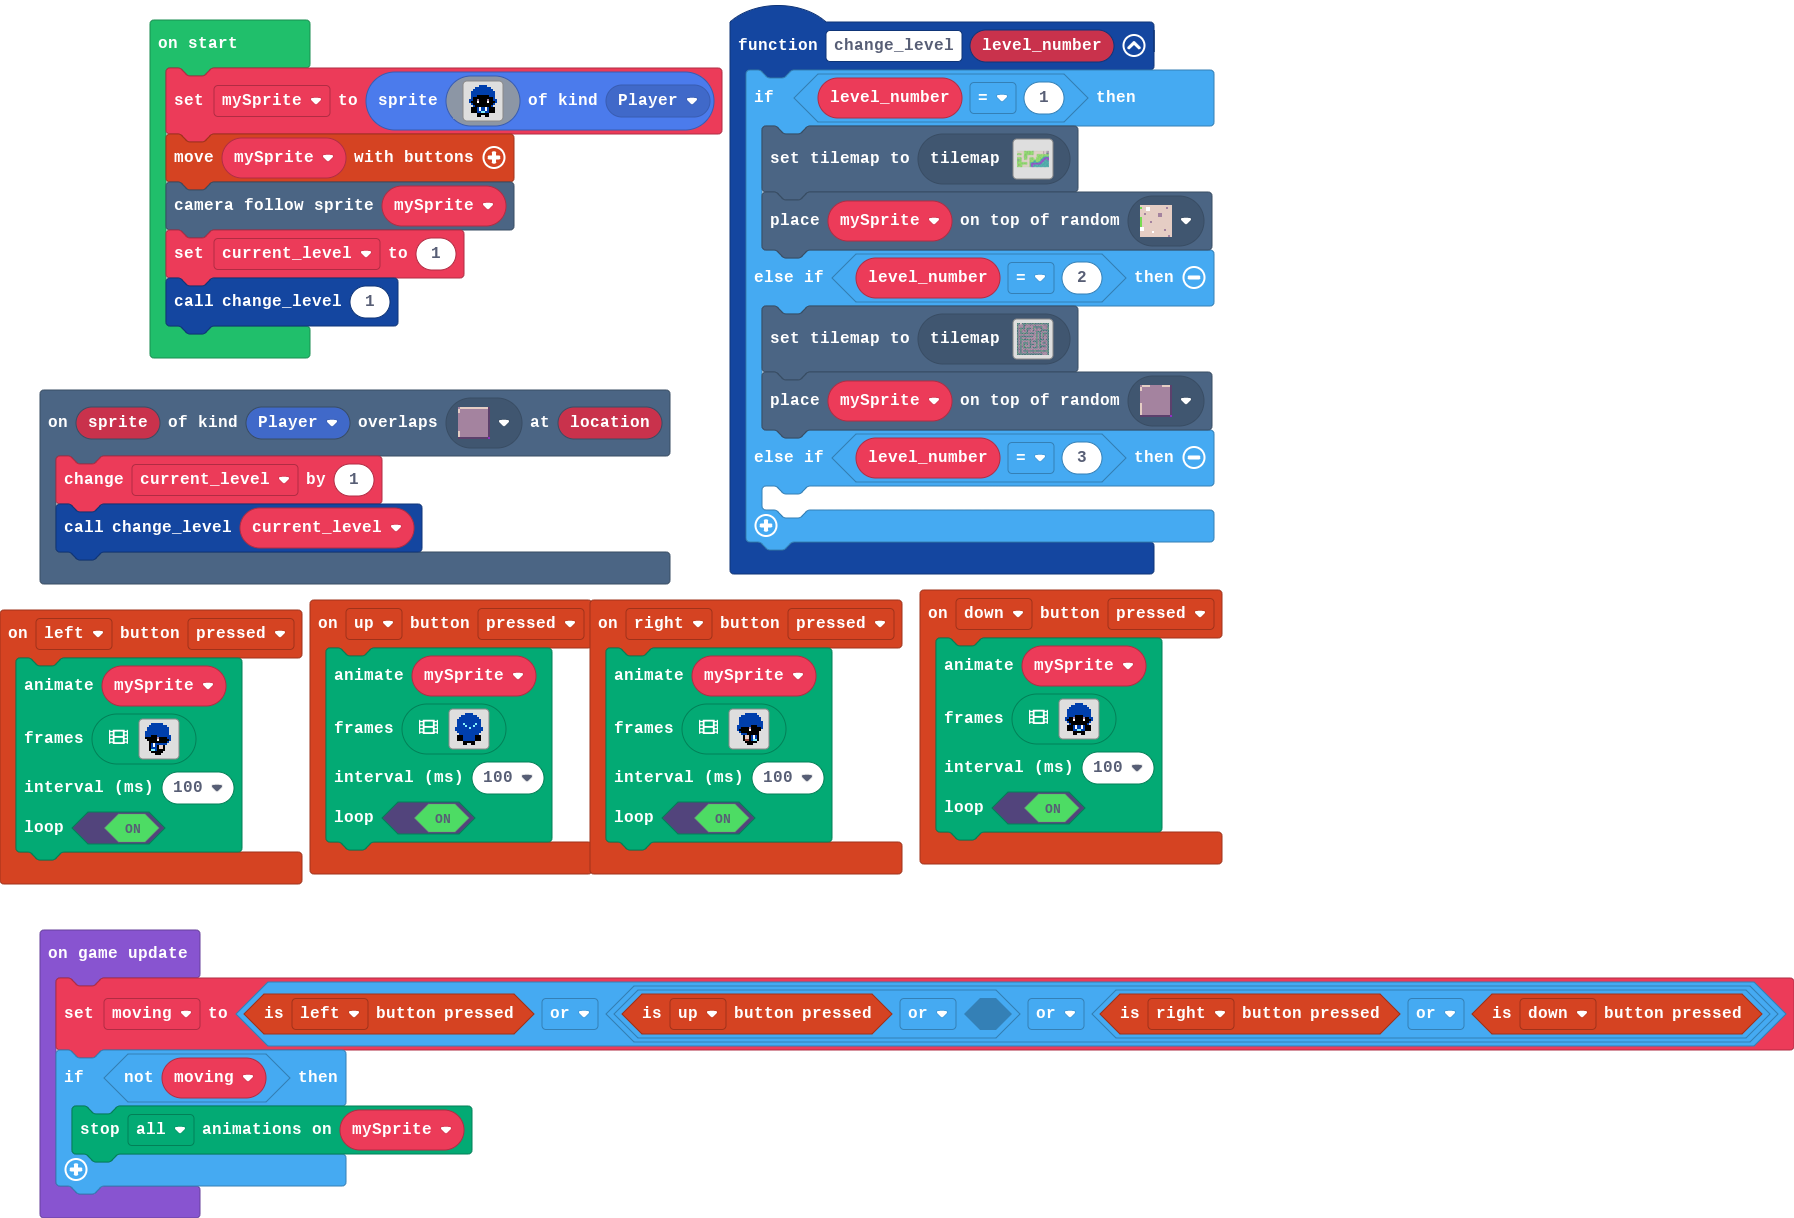 on start
set mySprite to sprite of kind Player
move mySprite with buttons
camera follow sprite mySprite
set current_level to 1
call change_level 1
function change_level level_number
if level_number = 1 then
set tilemap to tilemap
place mySprite on top of random
else if level_number = 2 then
set tilemap to tilemap
place mySprite on top of random
else if level_number = 3 then
on sprite of kind Player overlaps at location
change current_level by 1
call change_level current_level
on left button pressed
animate mySprite
frames
interval (ms) 100
loop ON
on up button pressed
animate mySprite
frames
interval (ms) 100
loop ON
on right button pressed
animate mySprite
frames
interval (ms) 100
loop ON
on down button pressed
animate mySprite
frames
interval (ms) 100
loop ON
on game update
set moving to is left button pressed or is up button pressed or or is right button pressed or is down button pressed
if not moving then
stop all animations on mySprite